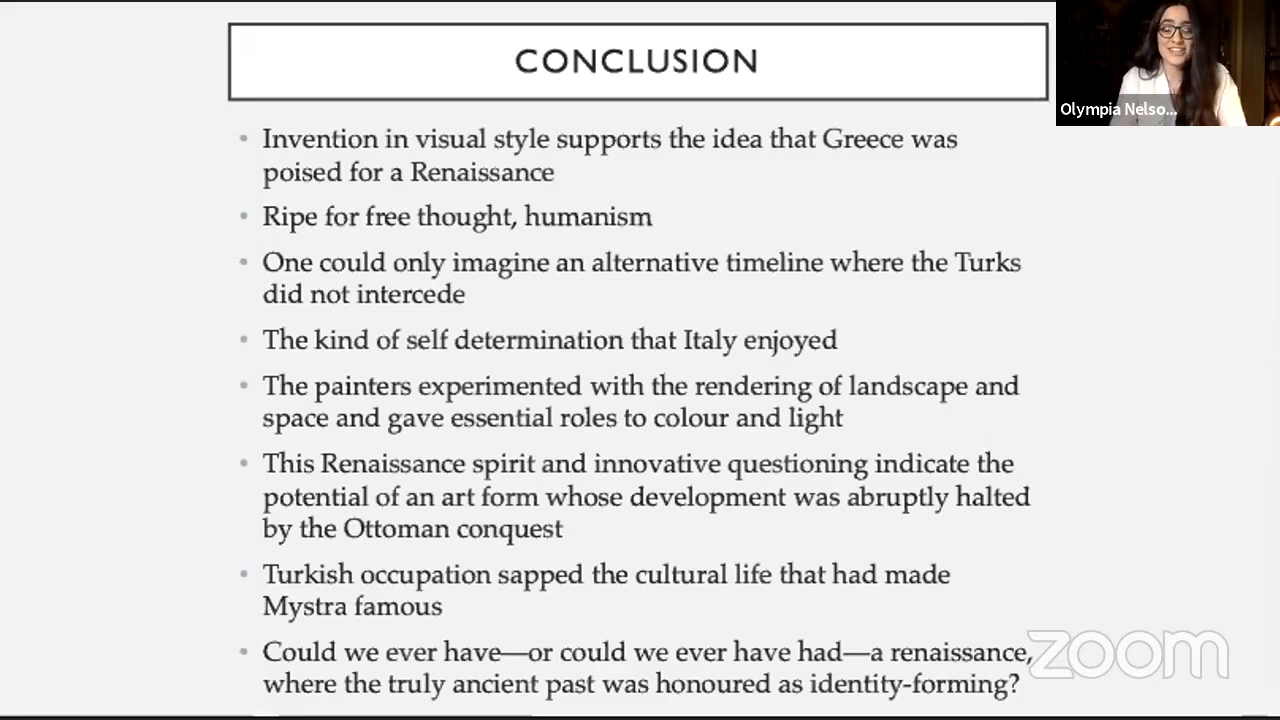 CONCLUSION
Olympia Nelso...
• Invention in visual style supports the idea that Greece was
poised for a Renaissance
• Ripe for free thought, humanism
• One could only imagine an alternative timeline where the Turks
did not intercede
• The kind of self determination that Italy enjoyed
• The painters experimented with the rendering of landscape and
space and gave essential roles to colour and light
• This Renaissance spirit and innovative questioning indicate the
potential of an art form whose development was abruptly halted
by the Ottoman conquest
• Turkish occupation sapped the cultural life that had made
Mystra famous
• Could we ever have—or could we ever have had—a renaissance,
where the truly ancient past was honoured as identity-forming?
zoom